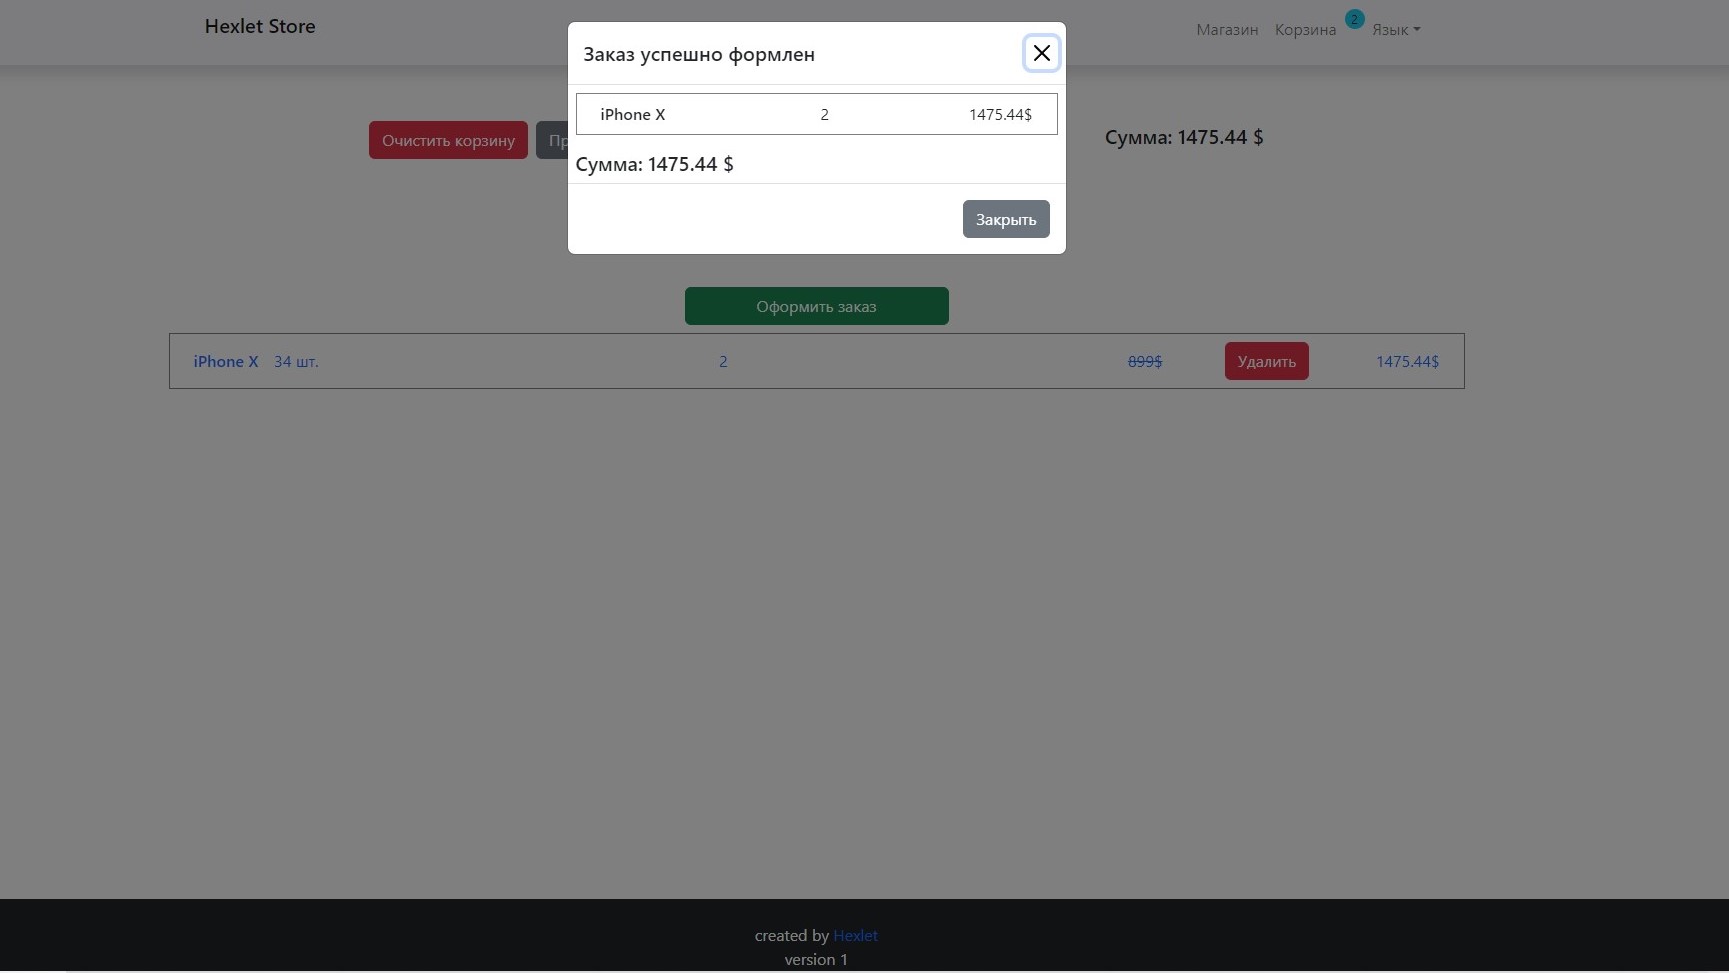 Hexlet Store
Магазин Корзина 2 Язык
Заказ успешно формлен
iPhone X 2 1475.44$
Сумма: 1475.44 $
Закрыть
Очистить корзину
Сумма: 1475.44 $
Оформить заказ
iPhone X 34 шт. 2 899$ Удалить 1475.44$
created by Hexlet
version 1